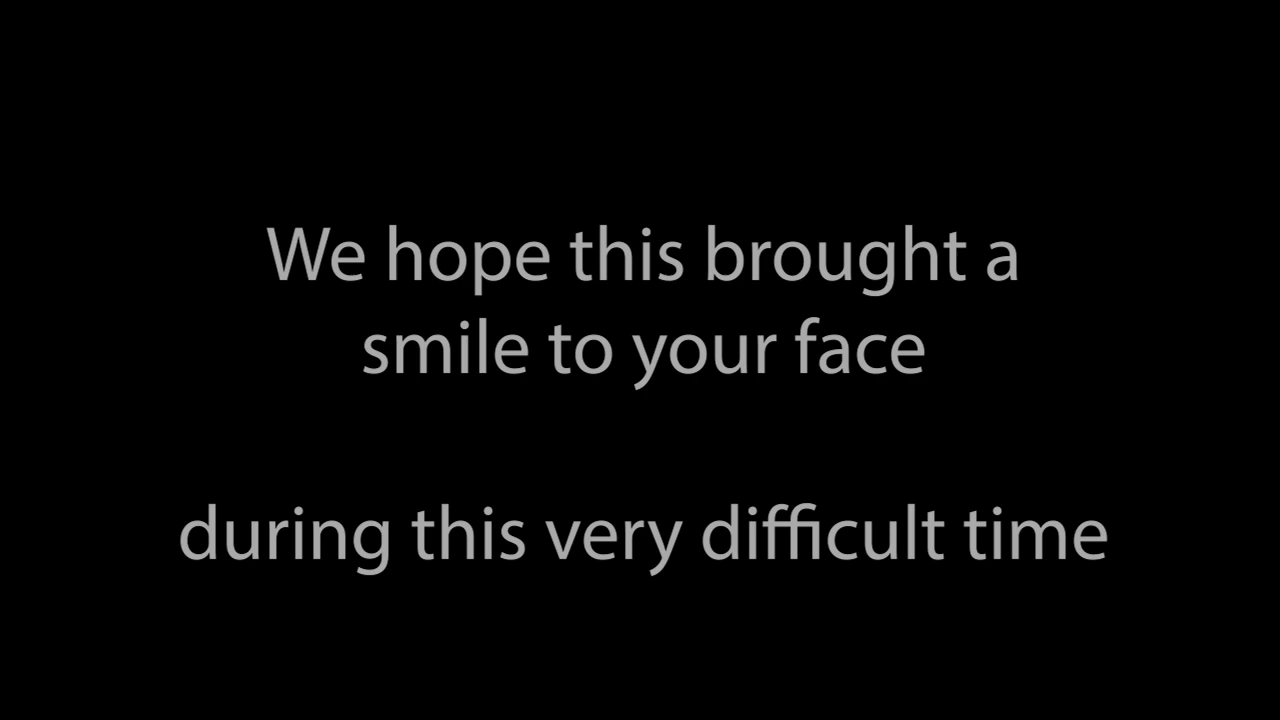 We hope this brought a
smile to your face
during this very difficult time